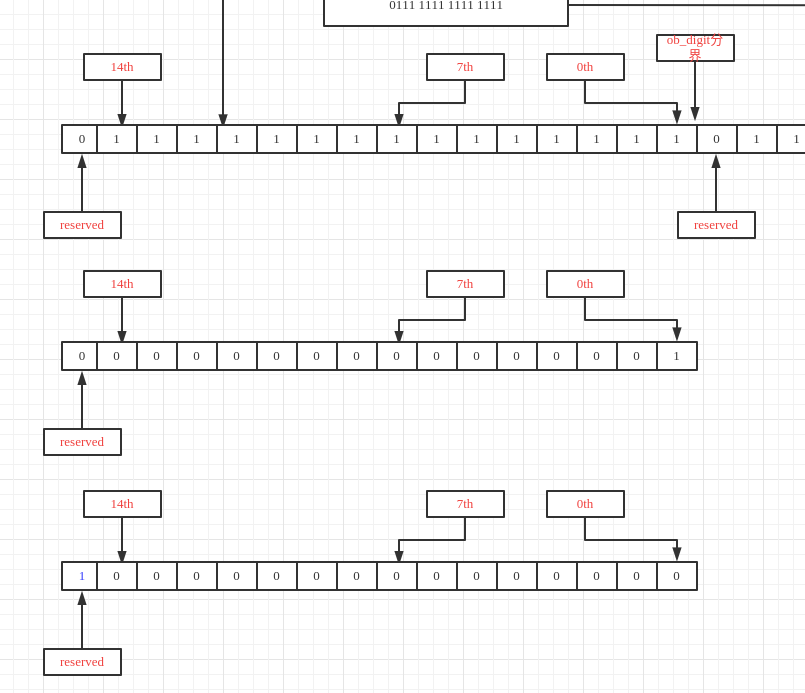 0111 1111 1111 1111
ob_digit分
界
14th 7th 0th
0 1 1 1 1 1 1 1 1 1 1 1 1 1 1 1 0 1 1
reserved reserved
14th 7th 0th
0 0 0 0 0 0 0 0 0 0 0 0 0 0 0 1
reserved
14th 7th 0th
1 0 0 0 0 0 0 0 0 0 0 0 0 0 0 0
reserved